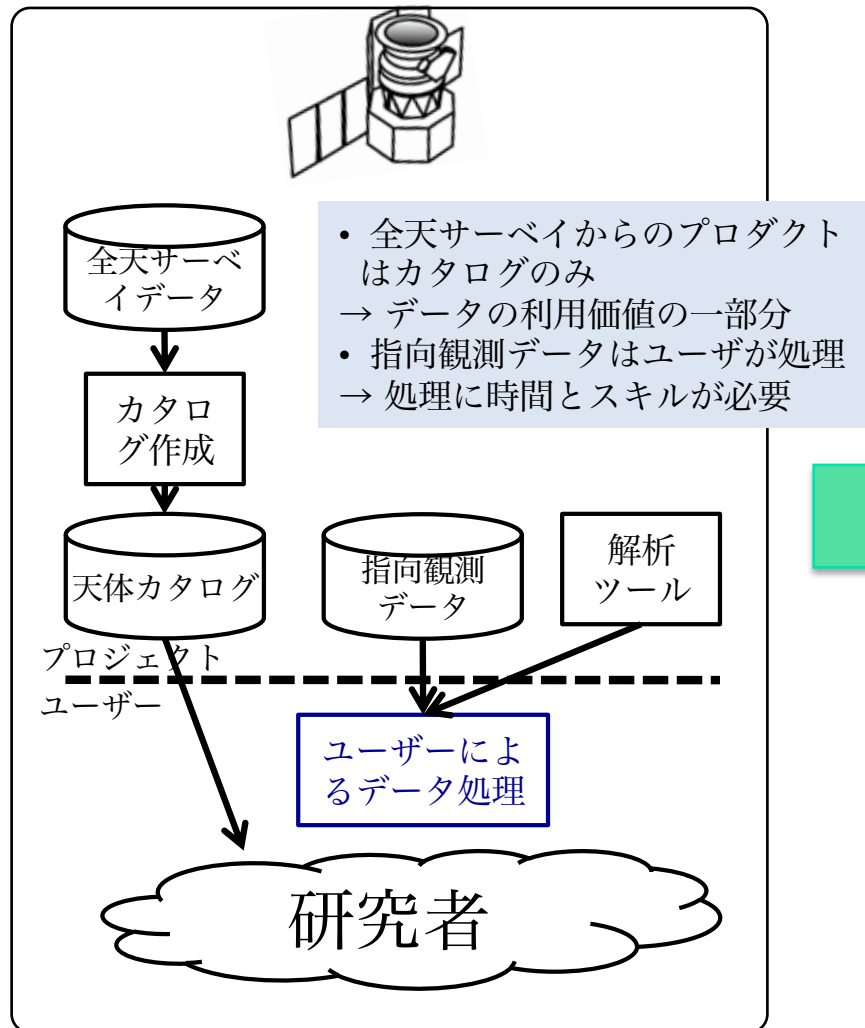 全天サーベ
イデータ
• 全天サーベイからのプロダクト
はカタログのみ
→ データの利用価値の一部分
• 指向観測データはユーザが処理
→ 処理に時間とスキルが必要
カタロ
グ作成
天体カタログ
指向観測
データ
解析
ツール
プロジェクト
ユーザー
ユーザーによ
るデータ処理
研究者